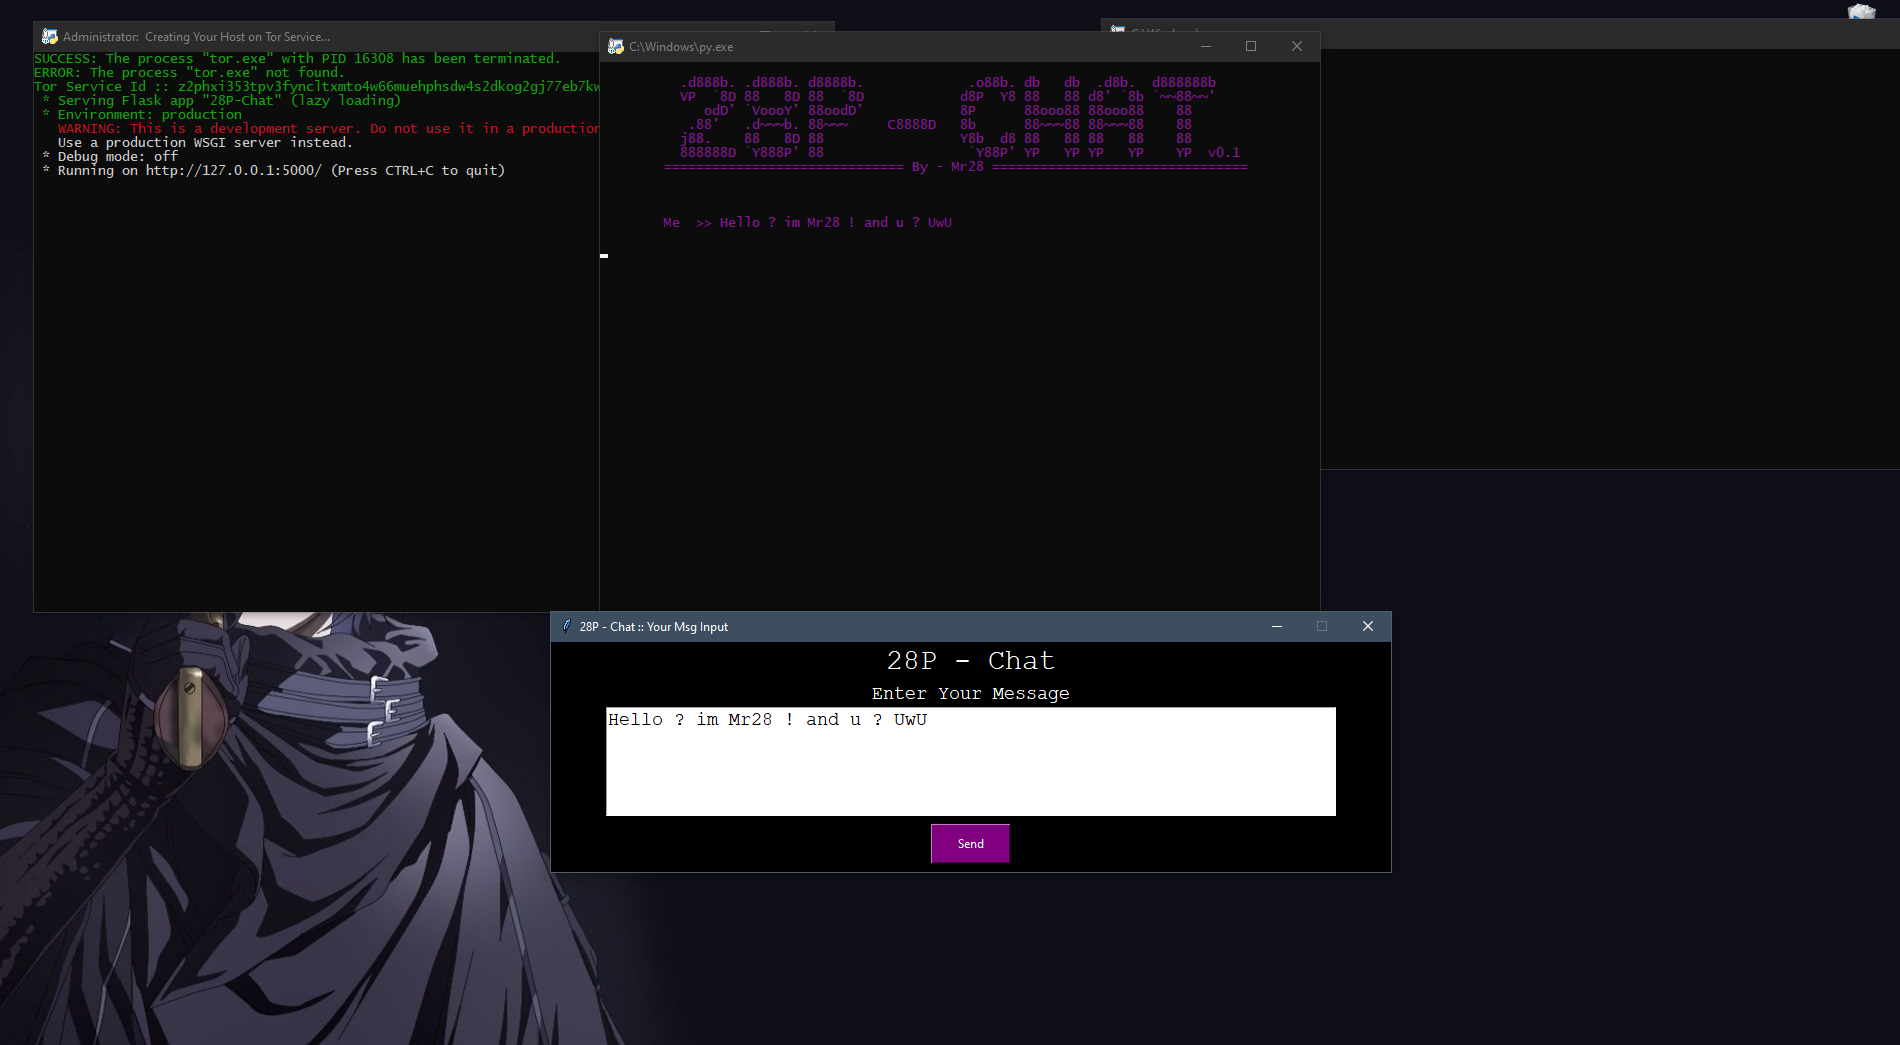 Administrator:  Creating Your Host on Tor Service...
SUCCESS: The process "tor.exe" with PID 16308 has been terminated.
ERROR: The process "tor.exe" not found.
Tor Service Id :: z2phxi353tpv3fyncltxmto4w66muehphsdw4s2dkog2gj77eb7kw
* Serving Flask app "28P-Chat" (lazy loading)
* Environment: production
WARNING: This is a development server. Do not use it in a production
Use a production WSGI server instead.
* Debug mode: off
* Running on http://127.0.0.1:5000/ (Press CTRL+C to quit)
C:\Windows\py.exe
.d888b. .d888b. d8888b.             .o88b. db   db  .d8b.  d888888b
VP  `8D 88   8D 88  `8D            d8P  Y8 88   88 d8' `8b `~~88~~'
   odD' `VoooY' 88oodD'            8P      88ooo88 88ooo88    88
 .88'   .d~~~b. 88~~~     C8888D   8b      88~~~88 88~~~88    88
j88.    88   8D 88                 Y8b  d8 88   88 88   88    88
888888D `Y888P' 88                  `Y88P' YP   YP YP   YP    YP  v0.1
============================== By - Mr28 ================================
Me  >> Hello ? im Mr28 ! and u ? UwU
28P - Chat :: Your Msg Input
28P - Chat
Enter Your Message
Hello ? im Mr28 ! and u ? UwU
Send